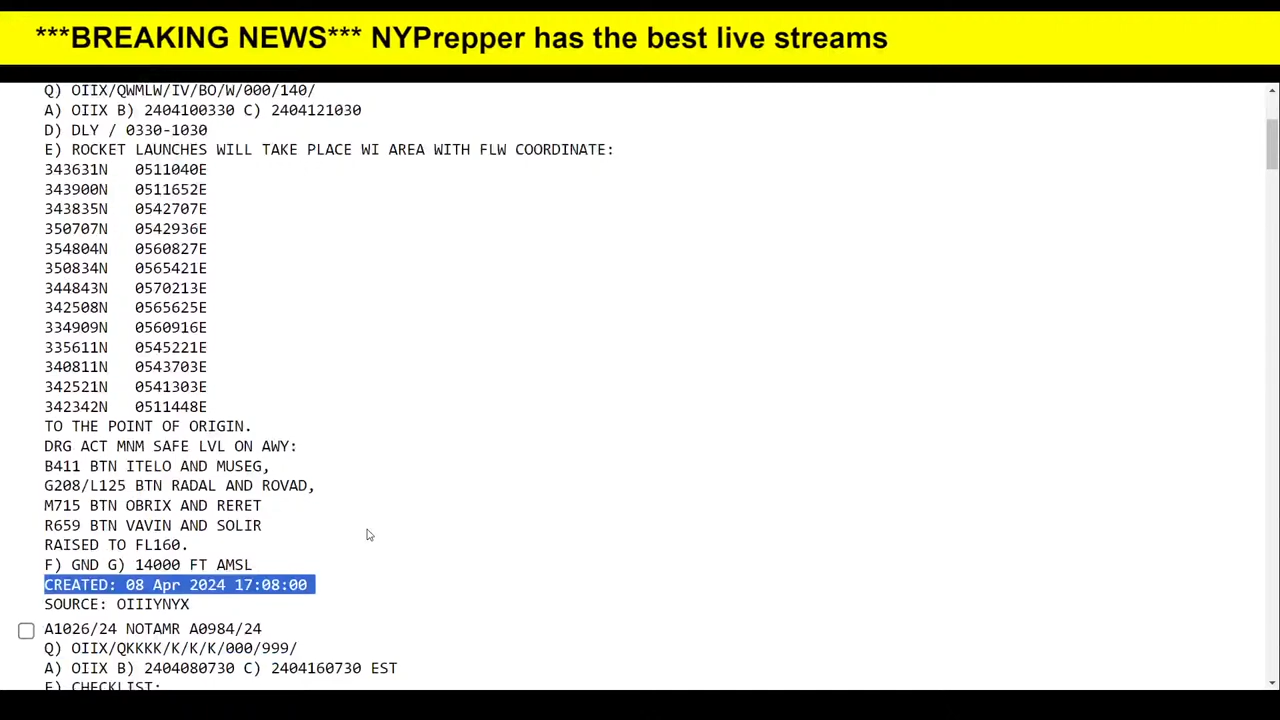 ***BREAKING NEWS*** NYPrepper has the best live streams
Q) OIIX/QWMLW/IV/BO/W/000/140/
A) OIIX B) 2404100330 C) 2404121030
D) DLY / 0330-1030
E) ROCKET LAUNCHES WILL TAKE PLACE WI AREA WITH FLW COORDINATE:
343631N 0511040E
343900N 0511652E
343835N 0542707E
350707N 0542936E
354804N 0560827E
350834N 0565421E
344843N 0570213E
342508N 0565625E
334909N 0560916E
335611N 0545221E
340811N 0543703E
342521N 0541303E
342342N 0511448E
TO THE POINT OF ORIGIN.
DRG ACT MNM SAFE LVL ON AWY:
B411 BTN ITELO AND MUSEG,
G208/L125 BTN RADAL AND ROVAD,
M715 BTN OBRIX AND RERET
R659 BTN VAVIN AND SOLIR
RAISED TO FL160.
F) GND G) 14000 FT AMSL
CREATED: 08 Apr 2024 17:08:00
SOURCE: OIIIYNYX
A1026/24 NOTAMR A0984/24
Q) OIIX/QKKKK/K/K/K/000/999/
A) OIIX B) 2404080730 C) 2404160730 EST
E) CHECKLIST: